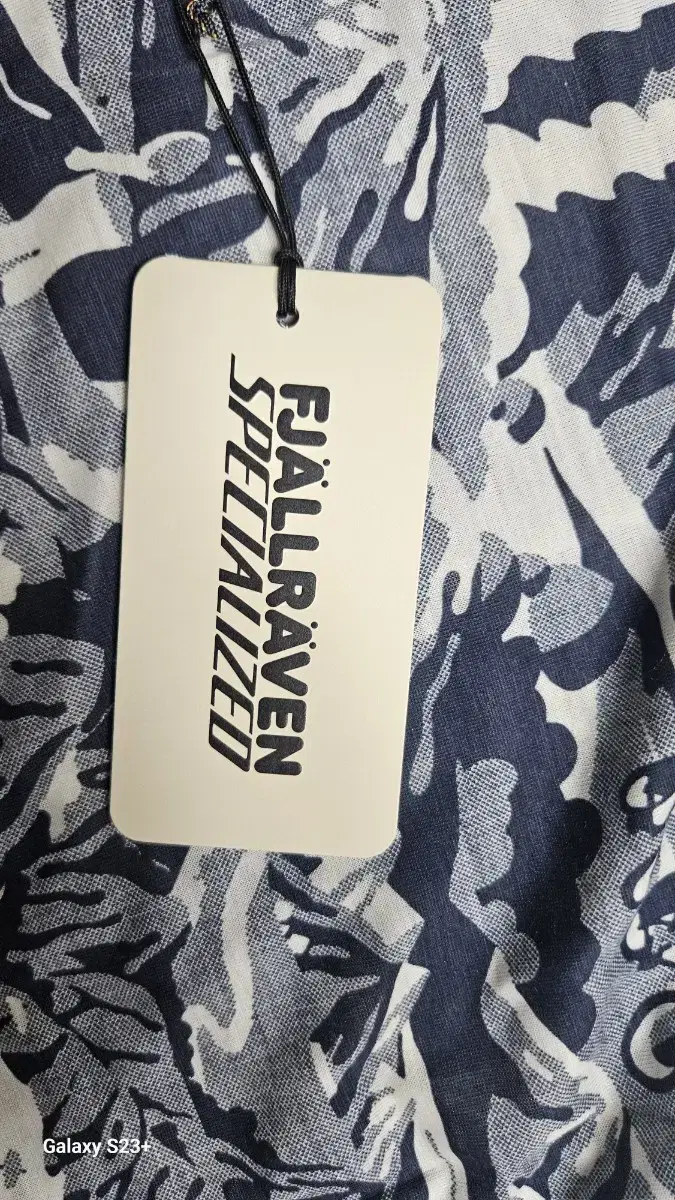 FJÄLLRÄVEN
SPECIALIZED
Galaxy S23+